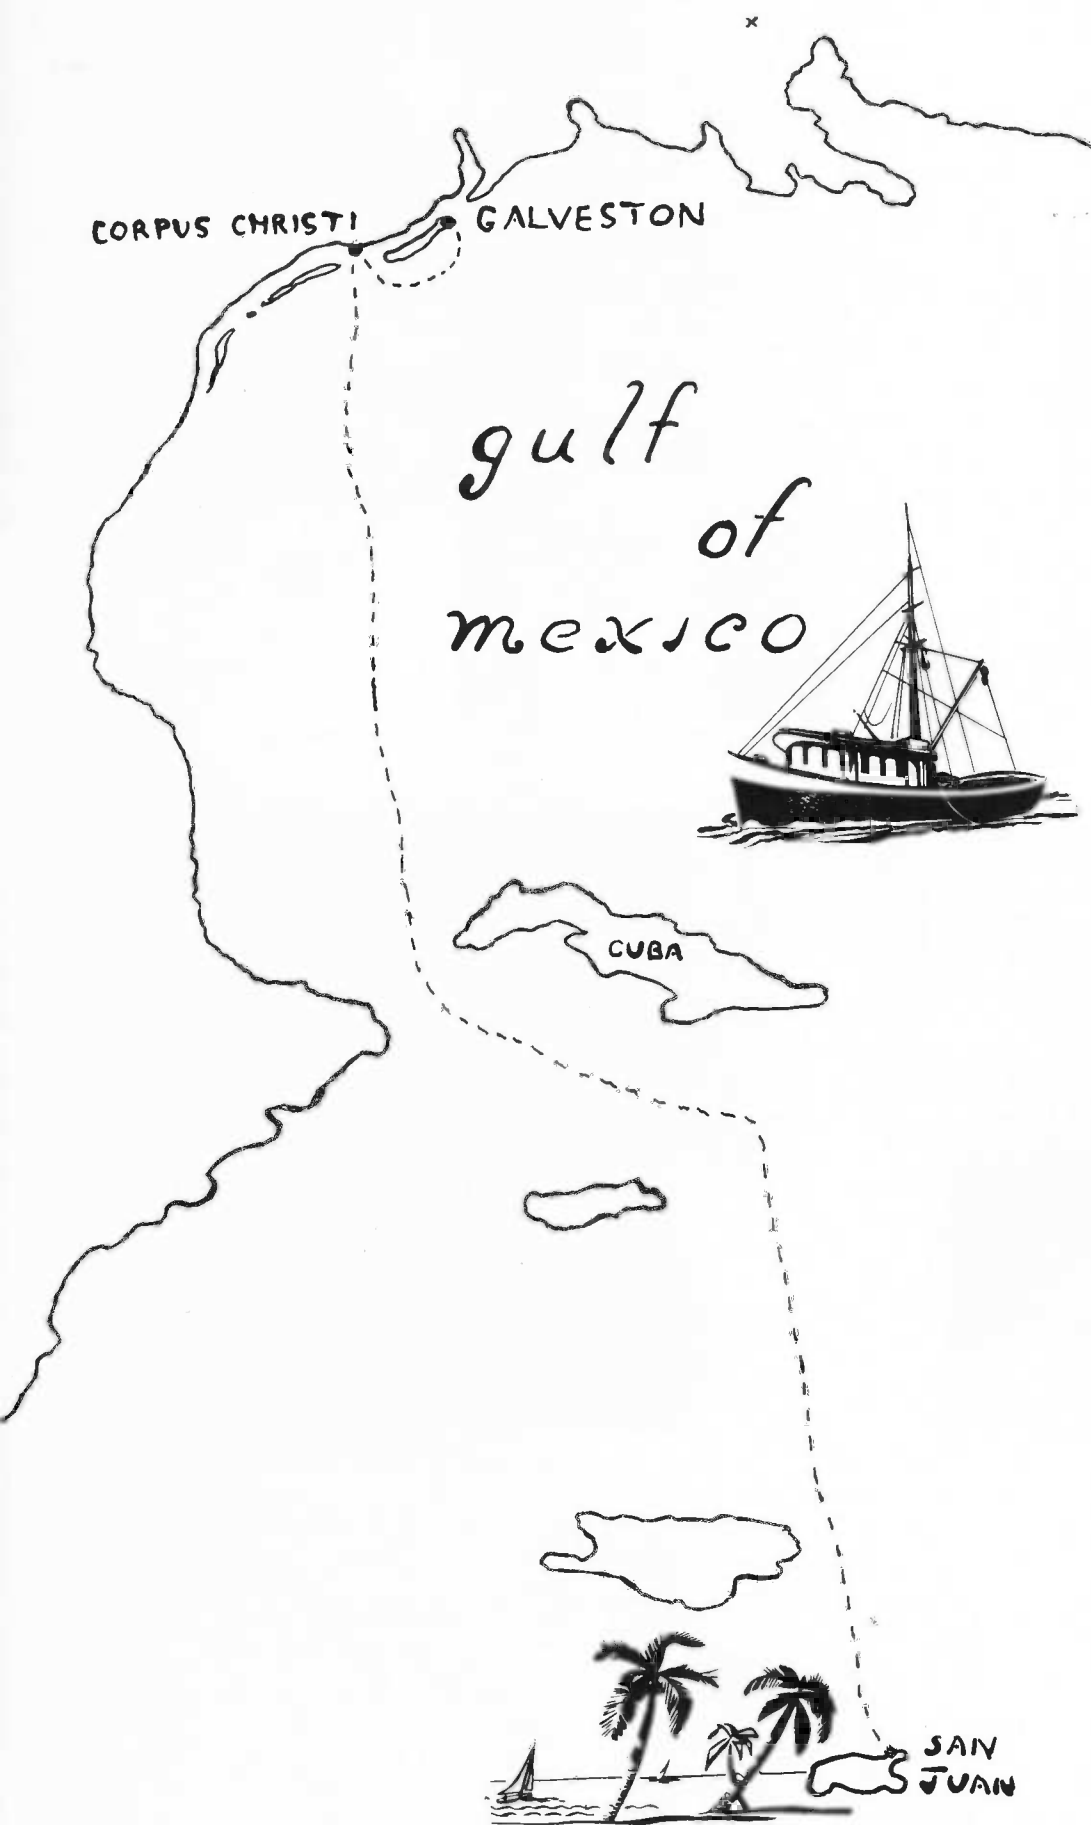 x
CORPUS CHRISTI
GALVESTON
gulf
of
mexico
CUBA
SAN
JUAN